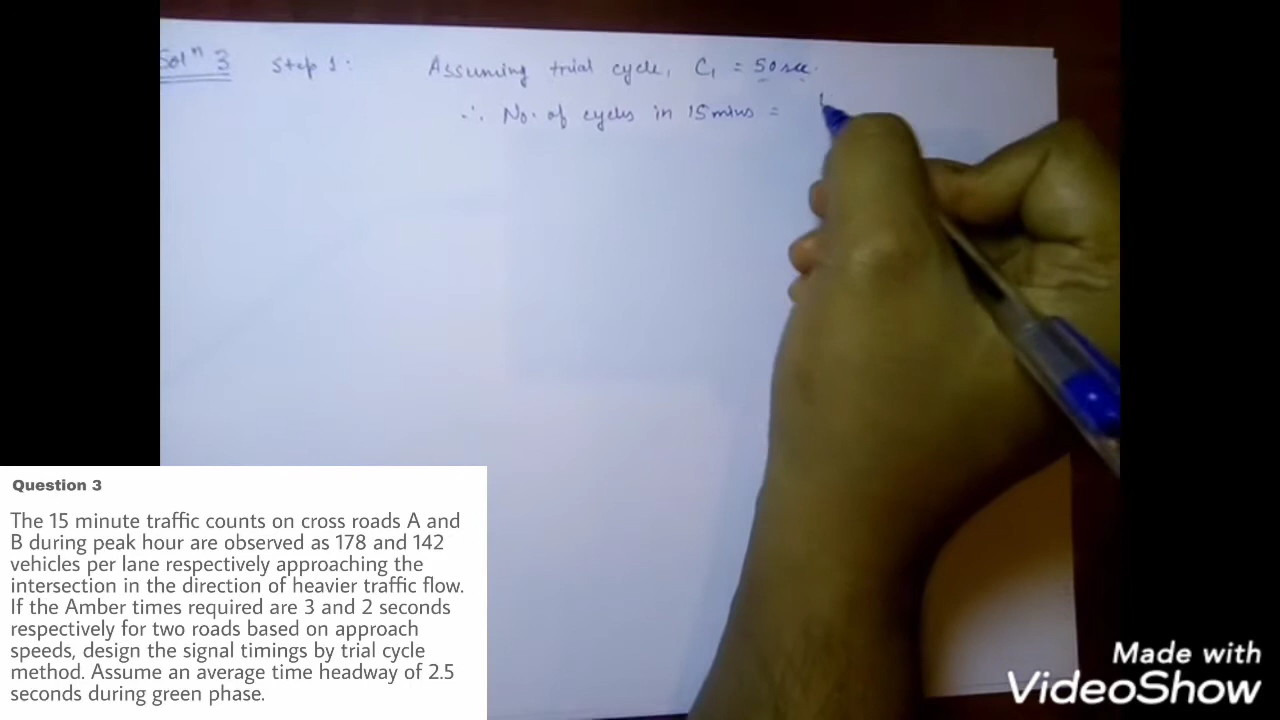 Solⁿ 3 Step 1: Assuming trial cycle, C₁ = 50 sec.
∴ No. of cycles in 15 mins =
Question 3
The 15 minute traffic counts on cross roads A and
B during peak hour are observed as 178 and 142
vehicles per lane respectively approaching the
intersection in the direction of heavier traffic flow.
If the Amber times required are 3 and 2 seconds
respectively for two roads based on approach
speeds, design the signal timings by trial cycle
method. Assume an average time headway of 2.5
seconds during green phase.
Made with
VideoShow